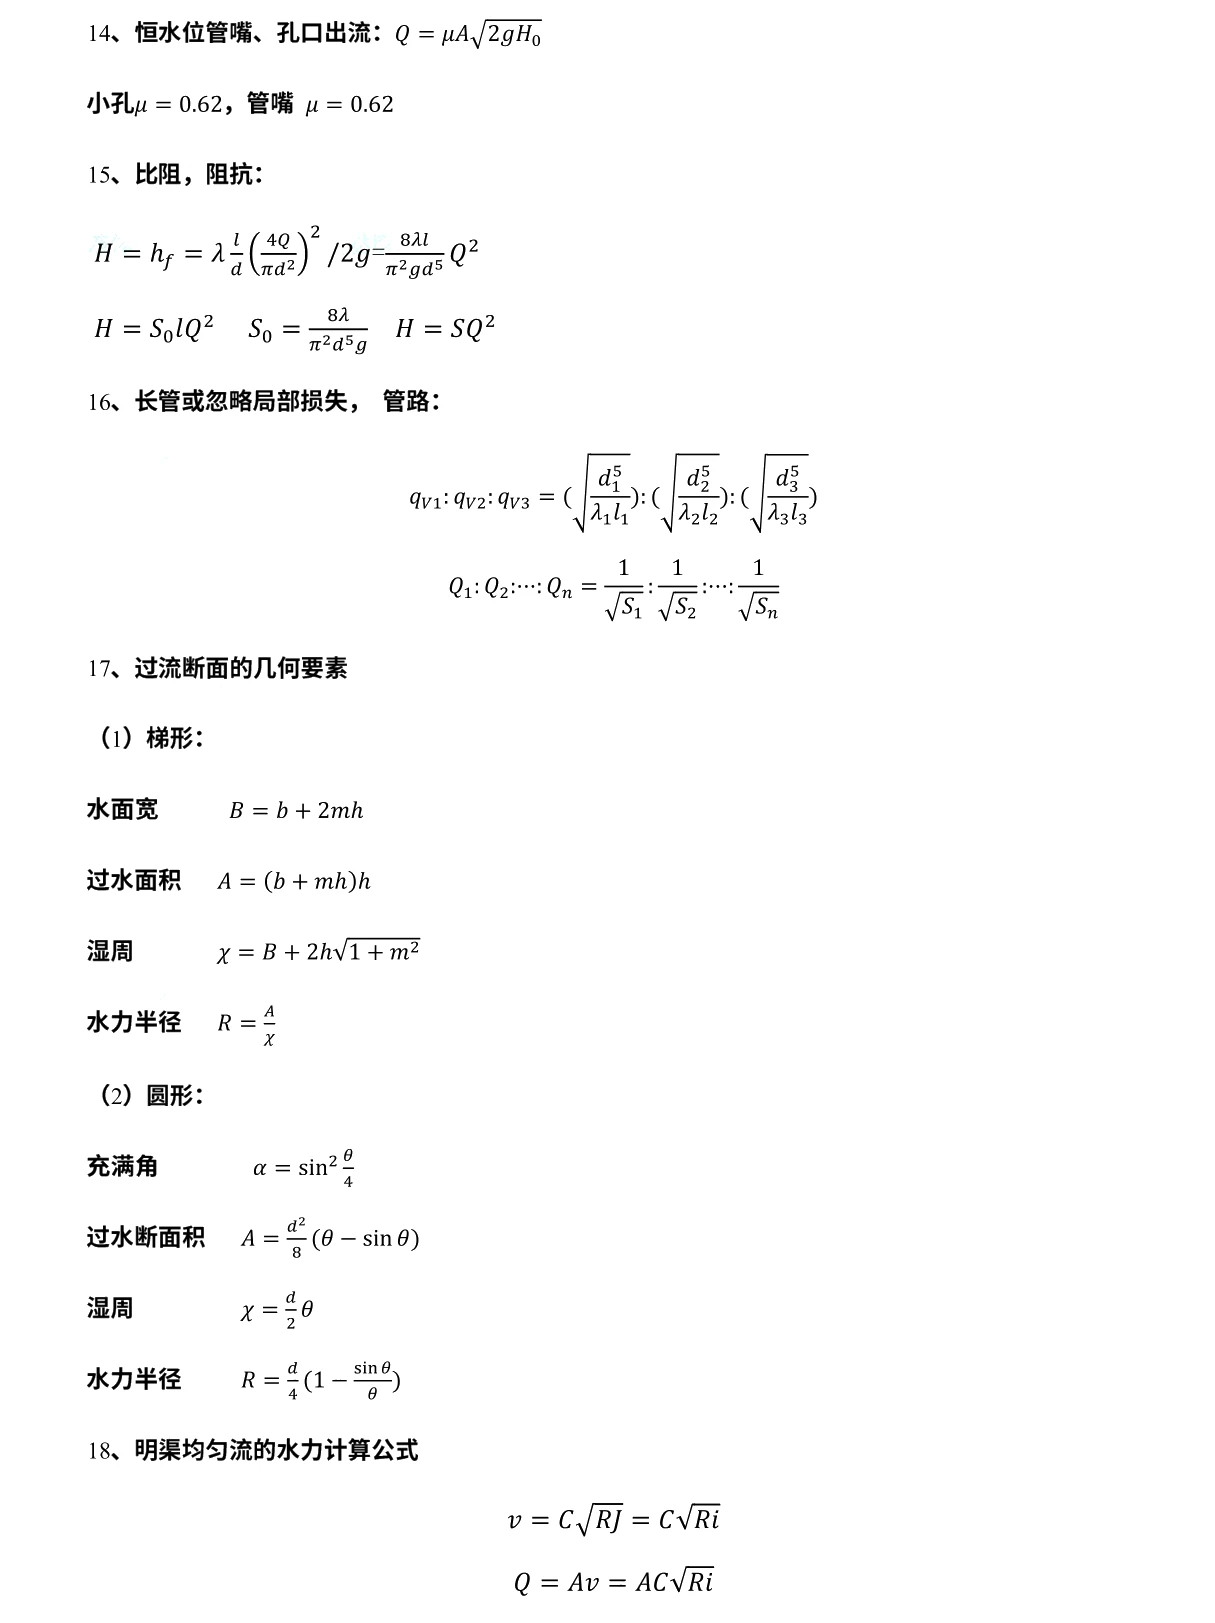 14、恒水位管嘴、孔口出流：Q = μA√(2gH₀)
小孔μ = 0.62，管嘴 μ = 0.62
15、比阻，阻抗：
H = h_f = λ l/d (4Q/πd²)² /2g = 8λl/π²gd⁵ Q²
H = S₀lQ² S₀ = 8λ/π²d⁵g H = SQ²
16、长管或忽略局部损失， 管路：
q_V1: q_V2: q_V3 = (√(d₁⁵/λ₁l₁)): (√(d₂⁵/λ₂l₂)): (√(d₃⁵/λ₃l₃))
Q₁: Q₂:⋯: Qₙ = 1/√S₁ : 1/√S₂ :⋯: 1/√Sₙ
17、过流断面的几何要素
（1）梯形：
水面宽 B = b + 2mh
过水面积 A = (b + mh)h
湿周 χ = B + 2h√(1 + m²)
水力半径 R = A/χ
（2）圆形：
充满角 α = sin² θ/4
过水断面积 A = d²/8 (θ − sin θ)
湿周 χ = d/2 θ
水力半径 R = d/4 (1 − sin θ/θ)
18、明渠均匀流的水力计算公式
v = C√(RJ) = C√(Ri)
Q = Av = AC√(Ri)